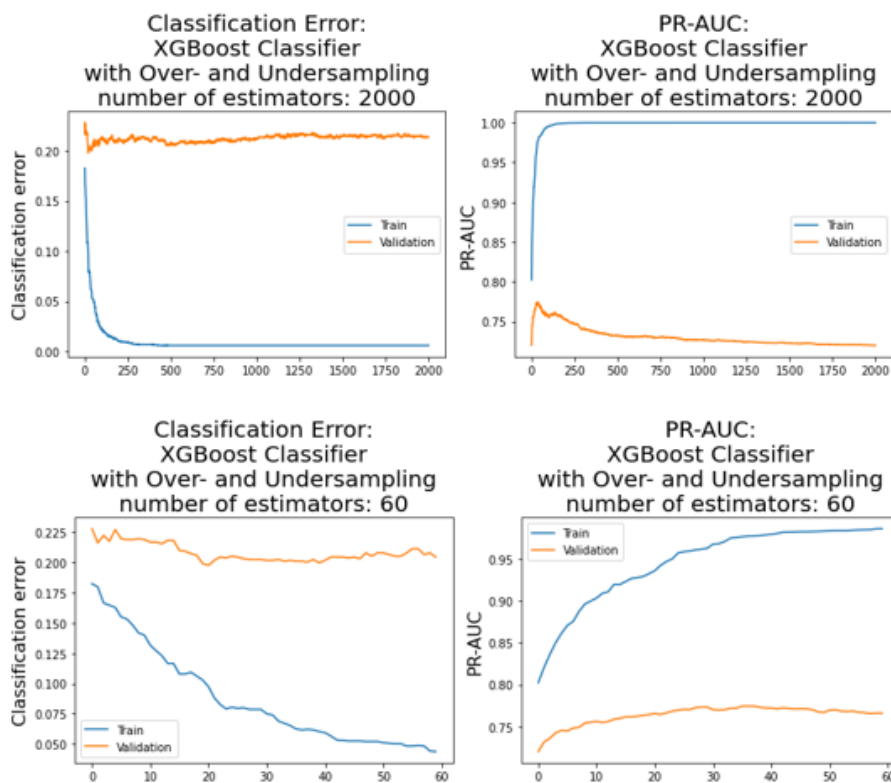 Classification Error:
XGBoost Classifier
with Over- and Undersampling
number of estimators: 2000
Classification error
0.20
0.15
0.10
0.05
0.00
Train
Validation
0 250 500 750 1000 1250 1500 1750 2000
PR-AUC:
XGBoost Classifier
with Over- and Undersampling
number of estimators: 2000
PR-AUC
1.00
0.95
0.90
0.85
0.80
0.75
Train
Validation
0 250 500 750 1000 1250 1500 1750 2000
Classification Error:
XGBoost Classifier
with Over- and Undersampling
number of estimators: 60
Classification error
0.225
0.200
0.175
0.150
0.125
0.100
0.075
0.050
Train
Validation
0 10 20 30 40 50 60
PR-AUC:
XGBoost Classifier
with Over- and Undersampling
number of estimators: 60
PR-AUC
Train
Validation
0.95
0.90
0.85
0.80
0.75
0 10 20 30 40 50 60